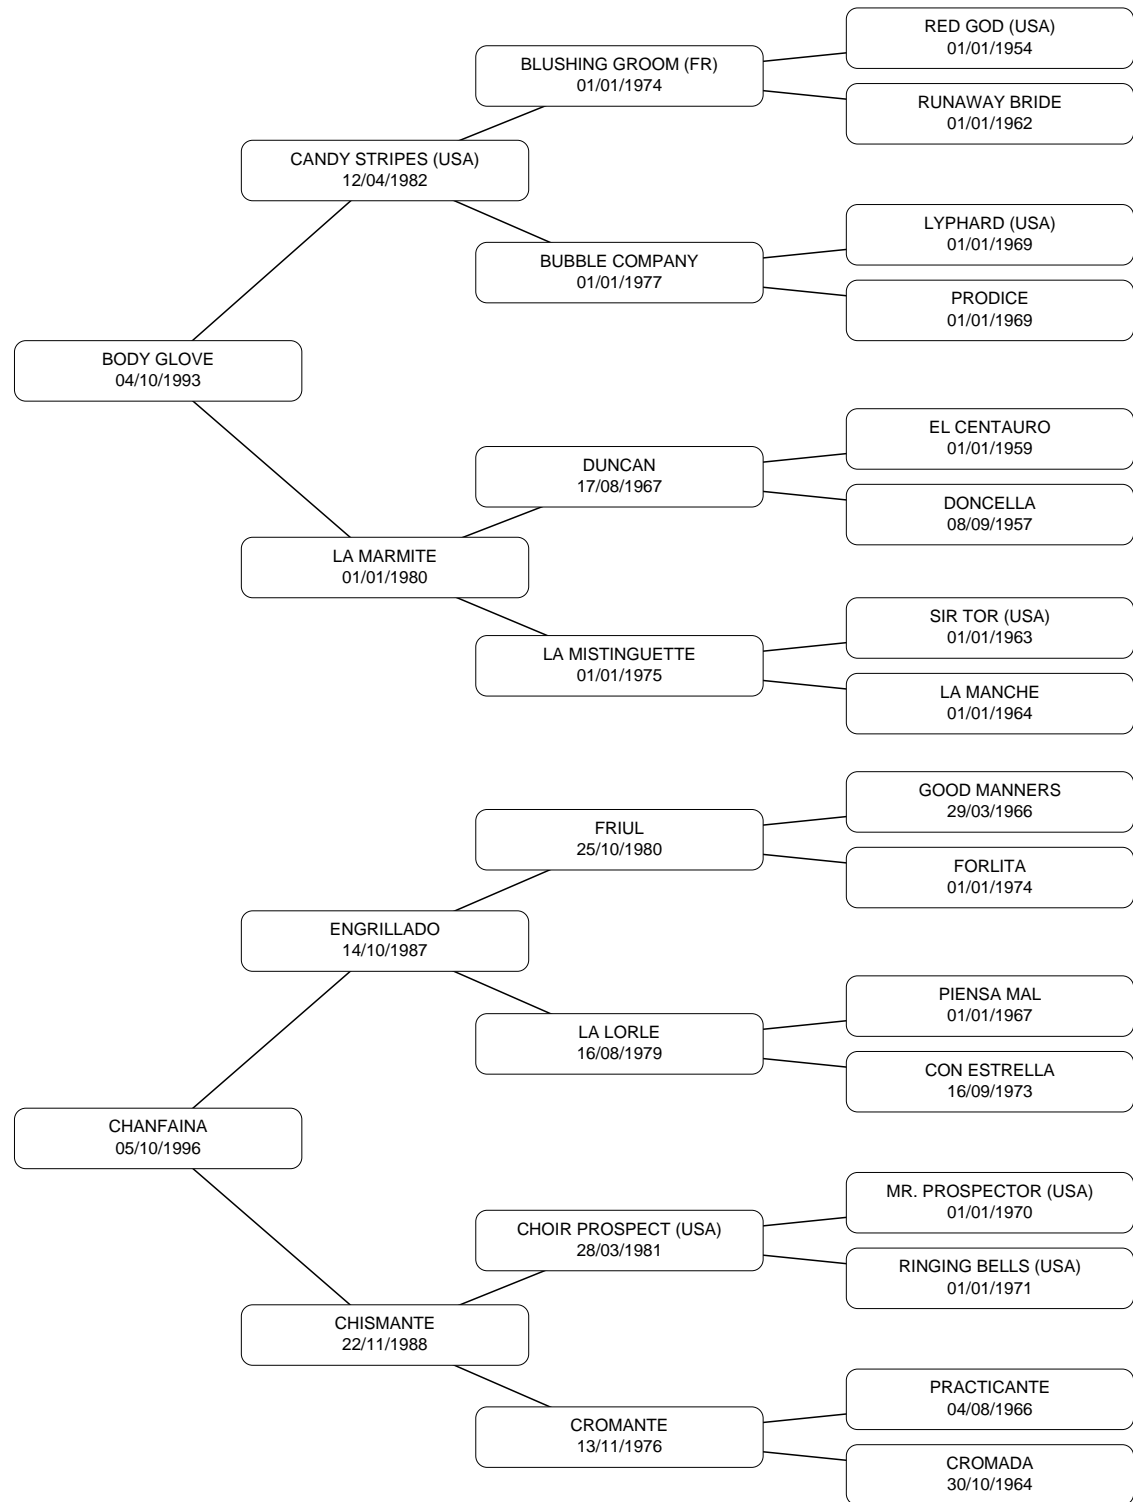 RED GOD (USA)
01/01/1954
BLUSHING GROOM (FR)
01/01/1974
RUNAWAY BRIDE
01/01/1962
CANDY STRIPES (USA)
12/04/1982
LYPHARD (USA)
01/01/1969
BUBBLE COMPANY
01/01/1977
PRODICE
01/01/1969
BODY GLOVE
04/10/1993
EL CENTAURO
01/01/1959
DUNCAN
17/08/1967
DONCELLA
08/09/1957
LA MARMITE
01/01/1980
SIR TOR (USA)
01/01/1963
LA MISTINGUETTE
01/01/1975
LA MANCHE
01/01/1964
GOOD MANNERS
29/03/1966
FRIUL
25/10/1980
FORLITA
01/01/1974
ENGRILLADO
14/10/1987
PIENSA MAL
01/01/1967
LA LORLE
16/08/1979
CON ESTRELLA
16/09/1973
CHANFAINA
05/10/1996
MR. PROSPECTOR (USA)
01/01/1970
CHOIR PROSPECT (USA)
28/03/1981
RINGING BELLS (USA)
01/01/1971
CHISMANTE
22/11/1988
PRACTICANTE
04/08/1966
CROMANTE
13/11/1976
CROMADA
30/10/1964